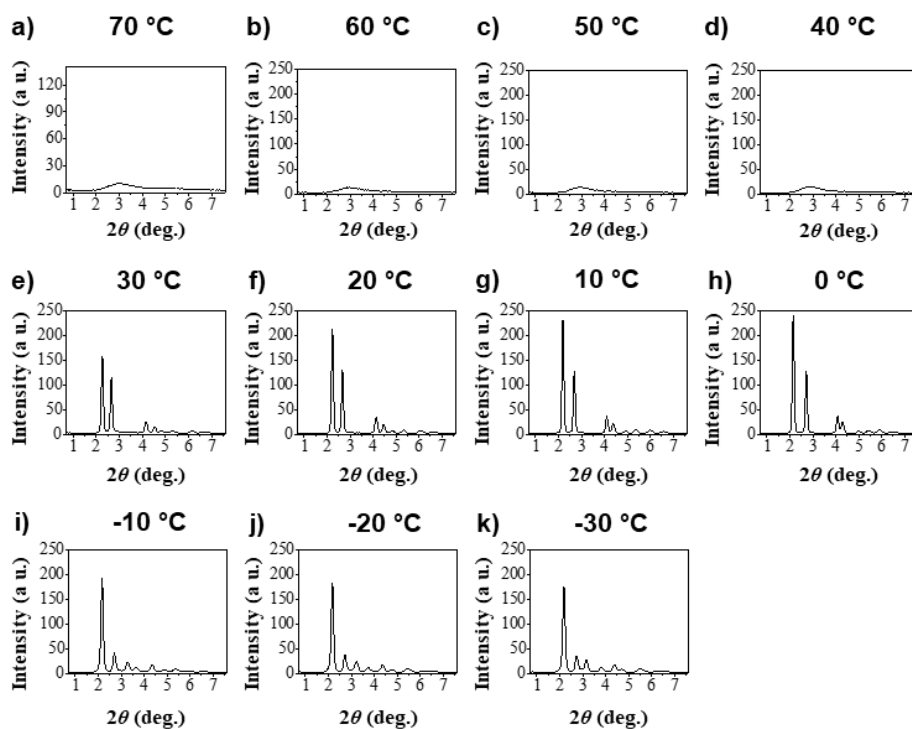 a) 70 °C b) 60 °C c) 50 °C d) 40 °C
Intensity (a u.) 120 90 60 30 0 Intensity (a u.) 250 200 150 100 50 0 Intensity (a u.) 250 200 150 100 50 0 Intensity (a u.) 250 200 150 100 50 0
1 2 3 4 5 6 7 1 2 3 4 5 6 7 1 2 3 4 5 6 7 1 2 3 4 5 6 7
2θ (deg.) 2θ (deg.) 2θ (deg.) 2θ (deg.)
e) 30 °C f) 20 °C g) 10 °C h) 0 °C
Intensity (a u.) 250 200 150 100 50 0 Intensity (a u.) 250 200 150 100 50 0 Intensity (a u.) 250 200 150 100 50 0 Intensity (a u.) 250 200 150 100 50 0
1 2 3 4 5 6 7 1 2 3 4 5 6 7 1 2 3 4 5 6 7 1 2 3 4 5 6 7
2θ (deg.) 2θ (deg.) 2θ (deg.) 2θ (deg.)
i) -10 °C j) -20 °C k) -30 °C
Intensity (a u.) 250 200 150 100 50 0 Intensity (a u.) 250 200 150 100 50 0 Intensity (a u.) 250 200 150 100 50 0
1 2 3 4 5 6 7 1 2 3 4 5 6 7 1 2 3 4 5 6 7
2θ (deg.) 2θ (deg.) 2θ (deg.)